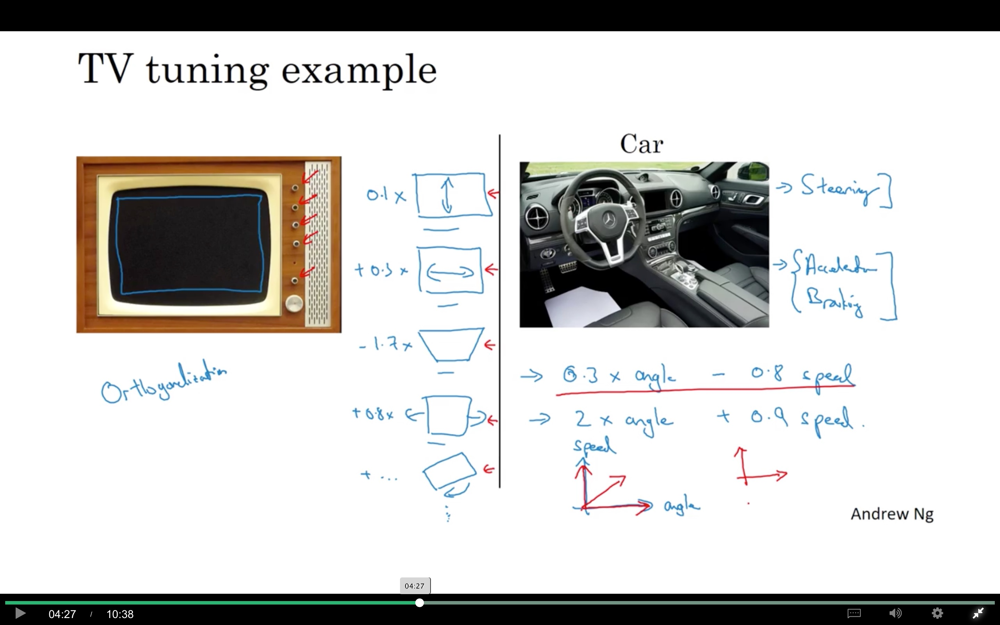 TV tuning example
Car
0.1 x
+ 0.3 x
- 1.7 x
+ 0.8 x
+ ...
Orthogonalization
→ Steering
→ { Acceleration
Braking
→ 0.3 x angle - 0.8 speed
→ 2 x angle + 0.9 speed.
speed
angle
Andrew Ng
04:27
04:27 / 10:38